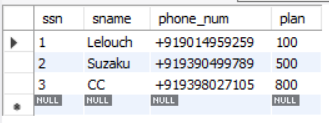 ssn sname phone_num plan
1 Lelouch +919014959259 100
2 Suzaku +919390499789 500
3 CC +919398027105 800
NULL NULL NULL NULL